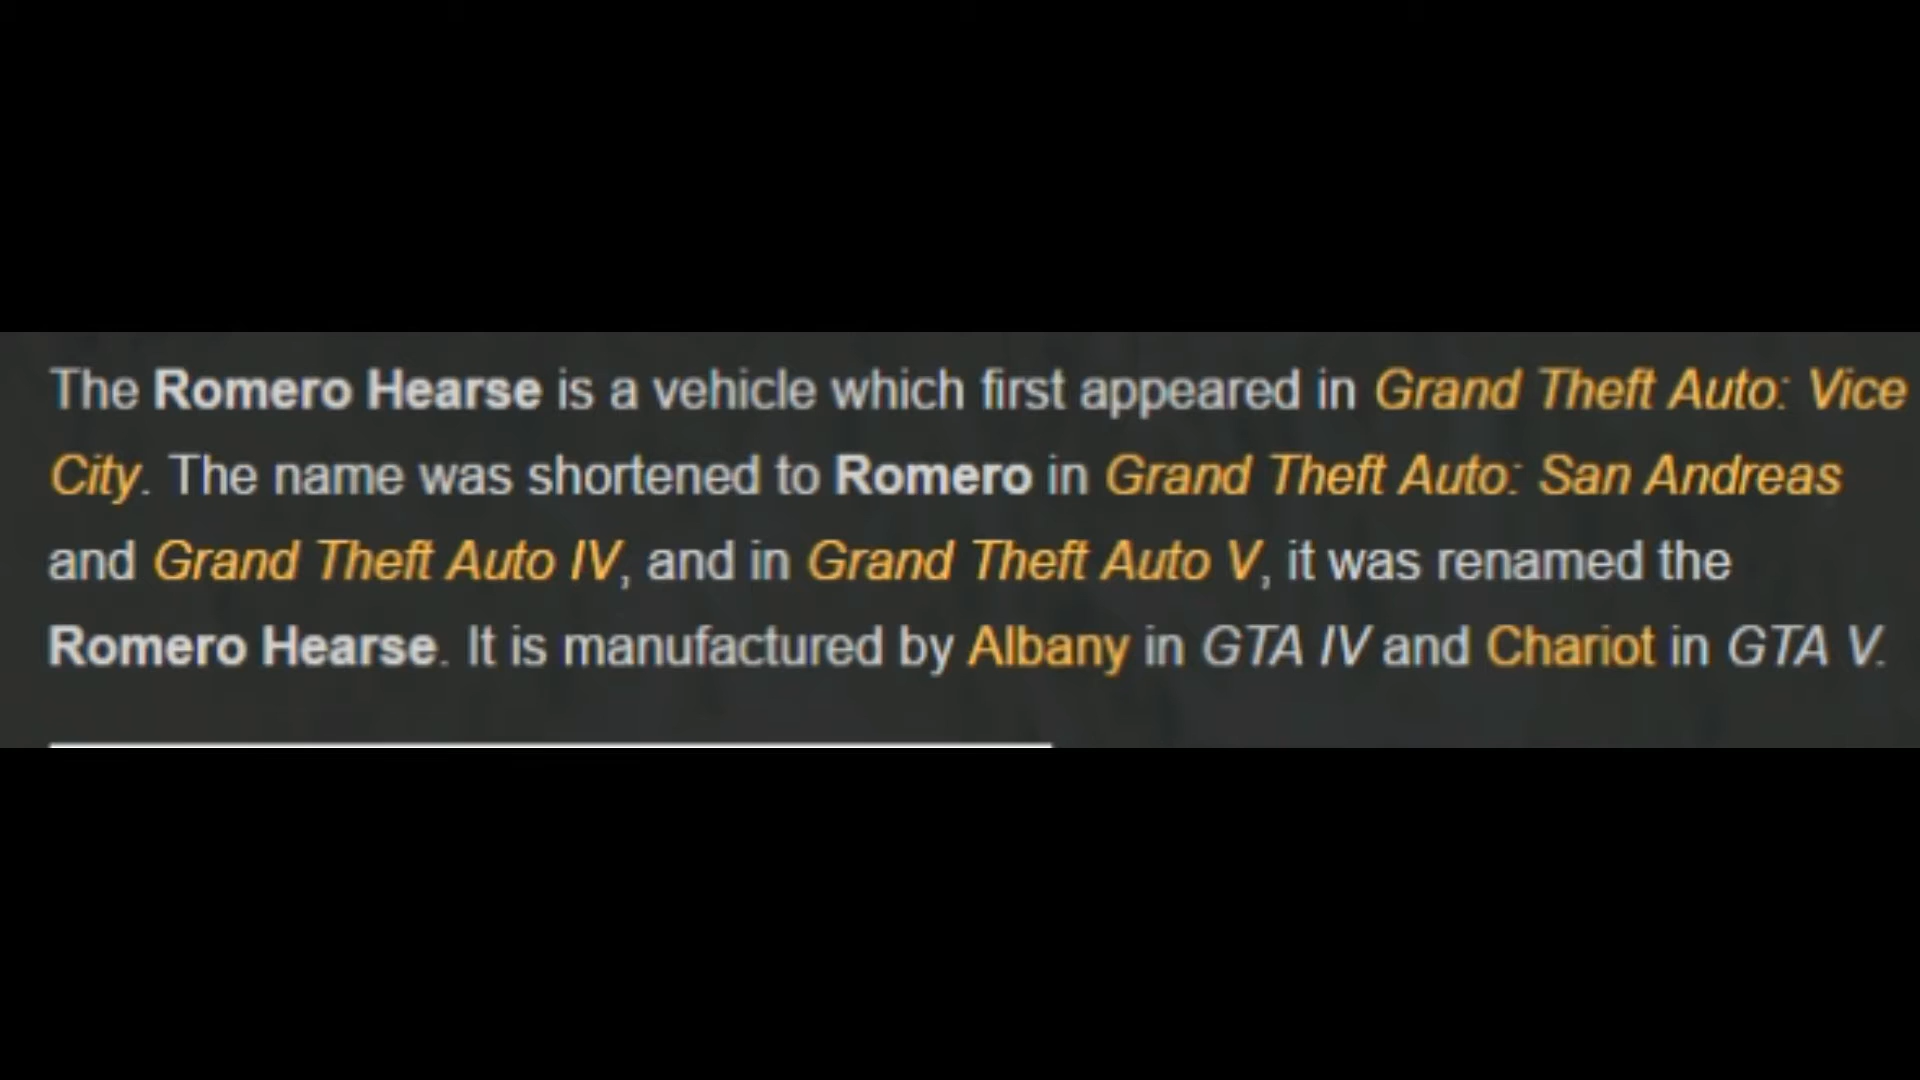 The Romero Hearse is a vehicle which first appeared in Grand Theft Auto: Vice
City. The name was shortened to Romero in Grand Theft Auto: San Andreas
and Grand Theft Auto IV, and in Grand Theft Auto V, it was renamed the
Romero Hearse. It is manufactured by Albany in GTA IV and Chariot in GTA V.